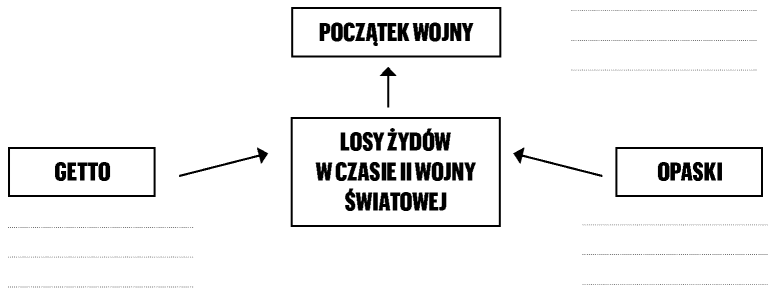 POCZĄTEK WOJNY
LOSY ŻYDÓW
W CZASIE II WOJNY
ŚWIATOWEJ
GETTO
OPASKI